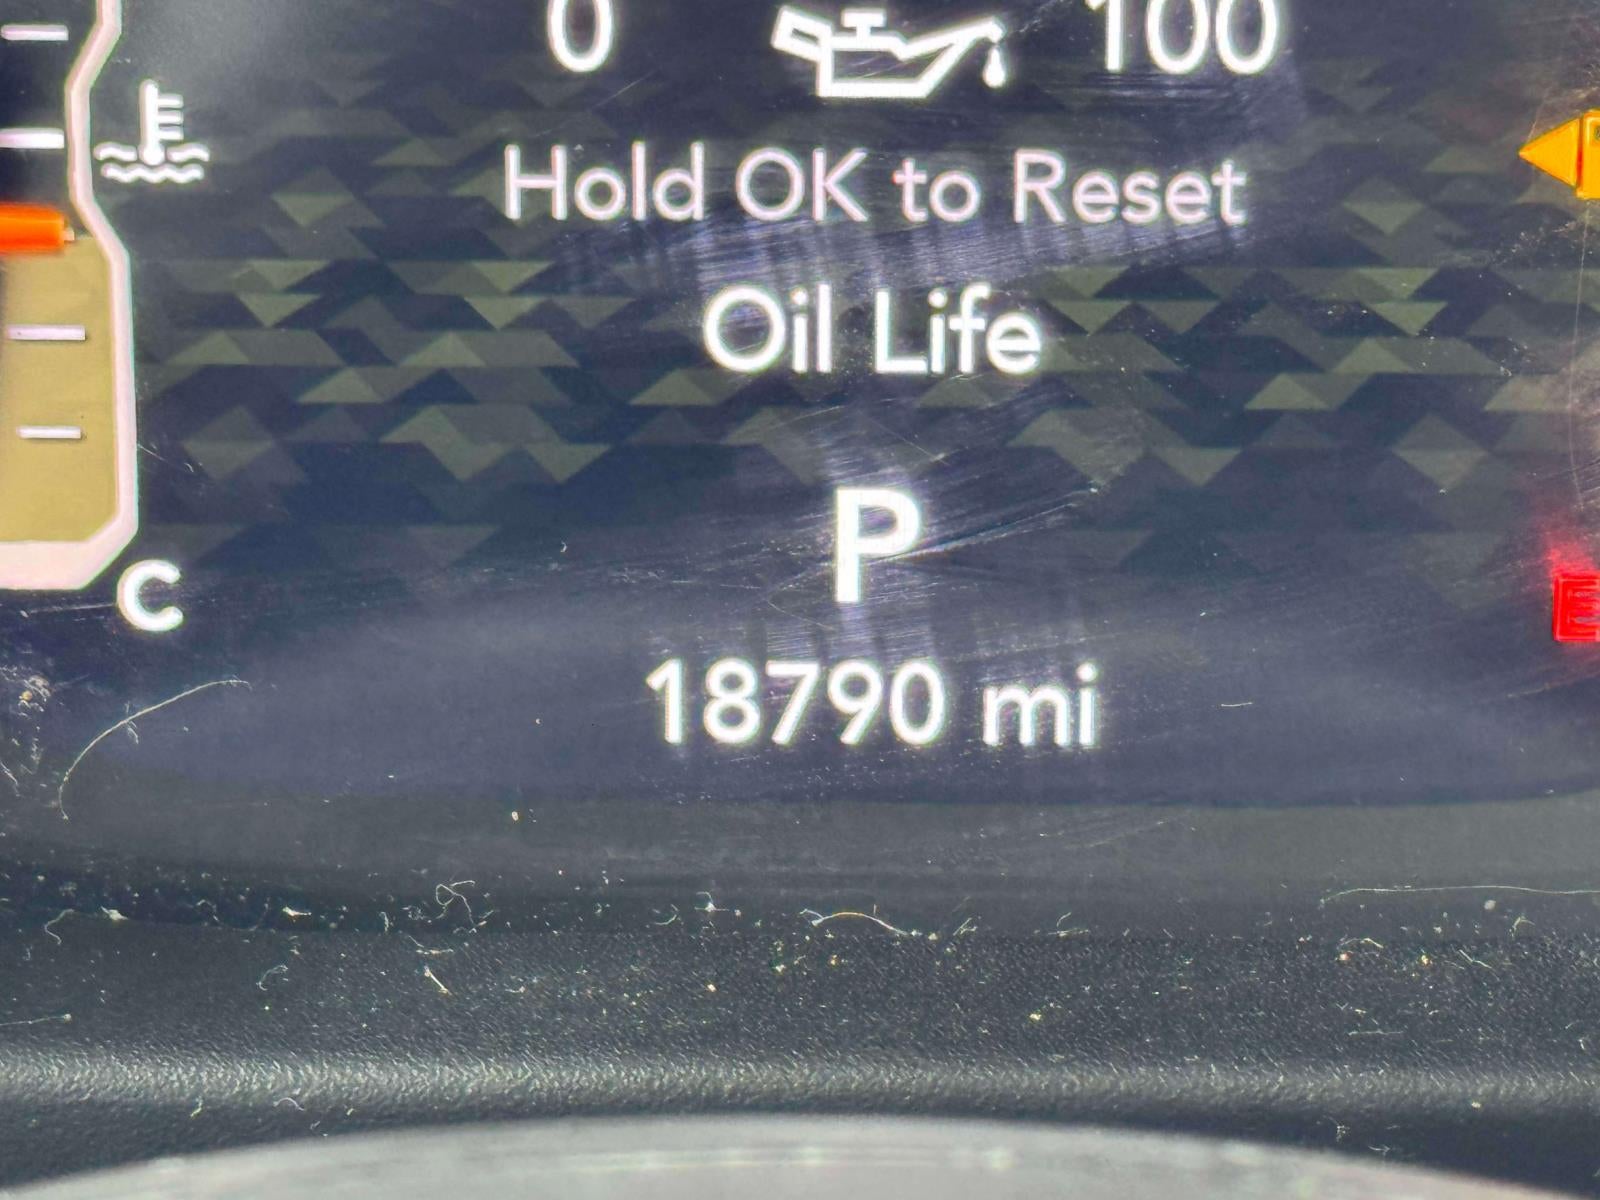 0 100
Hold OK to Reset
Oil Life
P
C
18790 mi